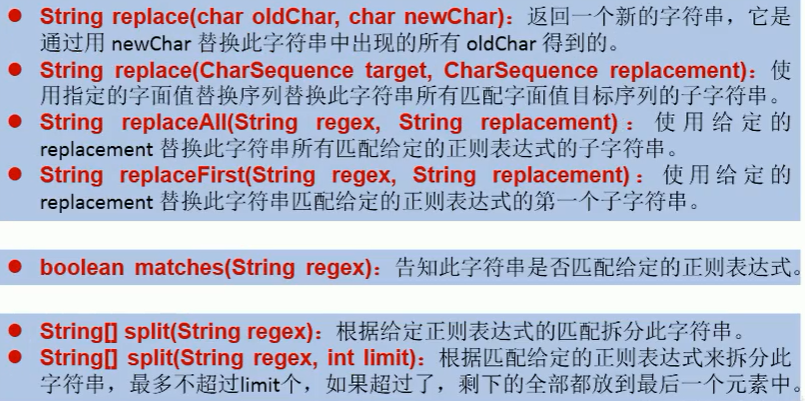 ● String replace(char oldChar, char newChar)：返回一个新的字符串，它是
通过用 newChar 替换此字符串中出现的所有 oldChar 得到的。
● String replace(CharSequence target, CharSequence replacement)：使
用指定的字面值替换序列替换此字符串所有匹配字面值目标序列的子字符串。
● String replaceAll(String regex, String replacement)：使用给定的
replacement 替换此字符串所有匹配给定的正则表达式的子字符串。
● String replaceFirst(String regex, String replacement)：使用给定的
replacement 替换此字符串匹配给定的正则表达式的第一个子字符串。
● boolean matches(String regex)：告知此字符串是否匹配给定的正则表达式。
● String[] split(String regex)：根据给定正则表达式的匹配拆分此字符串。
● String[] split(String regex, int limit)：根据匹配给定的正则表达式来拆分此
字符串，最多不超过limit个，如果超过了，剩下的全部都放到最后一个元素中。